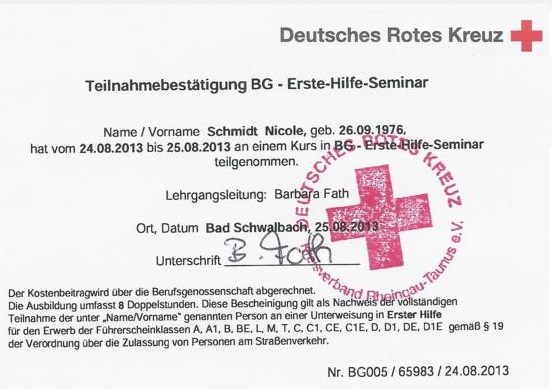 Deutsches Rotes Kreuz
Teilnahmebestätigung BG - Erste-Hilfe-Seminar
Name / Vorname Schmidt Nicole, geb. 26.09.1976,
hat vom 24.08.2013 bis 25.08.2013 an einem Kurs in BG - Erste-Hilfe-Seminar
teilgenommen.
Lehrgangsleitung: Barbara Fath
Ort, Datum Bad Schwalbach, 25.08.2013
Unterschrift B. Fath
DEUTSCHES ROTES KREUZ
Kreisverband Rheingau-Taunus e.V.
Der Kostenbeitragwird über die Berufsgenossenschaft abgerechnet.
Die Ausbildung umfasst 8 Doppelstunden. Diese Bescheinigung gilt als Nachweis der vollständigen
Teilnahme der unter „Name/Vorname" genannten Person an einer Unterweisung in Erster Hilfe
für den Erwerb der Führerscheinklassen A, A1, B, BE, L, M, T, C, C1, CE, C1E, D, D1, DE, D1E gemäß § 19
der Verordnung über die Zulassung von Personen am Straßenverkehr.
Nr. BG005 / 65983 / 24.08.2013